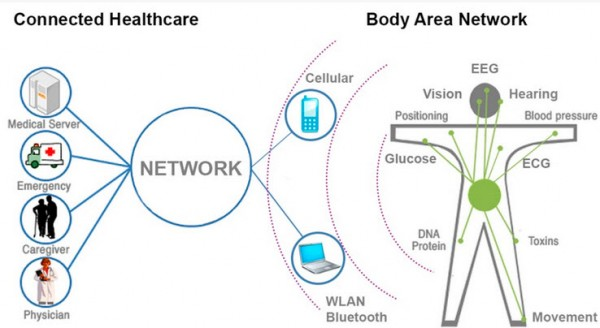 Connected Healthcare
Body Area Network
Medical Server
Emergency
Caregiver
Physician
NETWORK
Cellular
WLAN
Bluetooth
EEG
Vision
Hearing
Positioning
Blood pressure
Glucose
ECG
DNA
Protein
Toxins
Movement